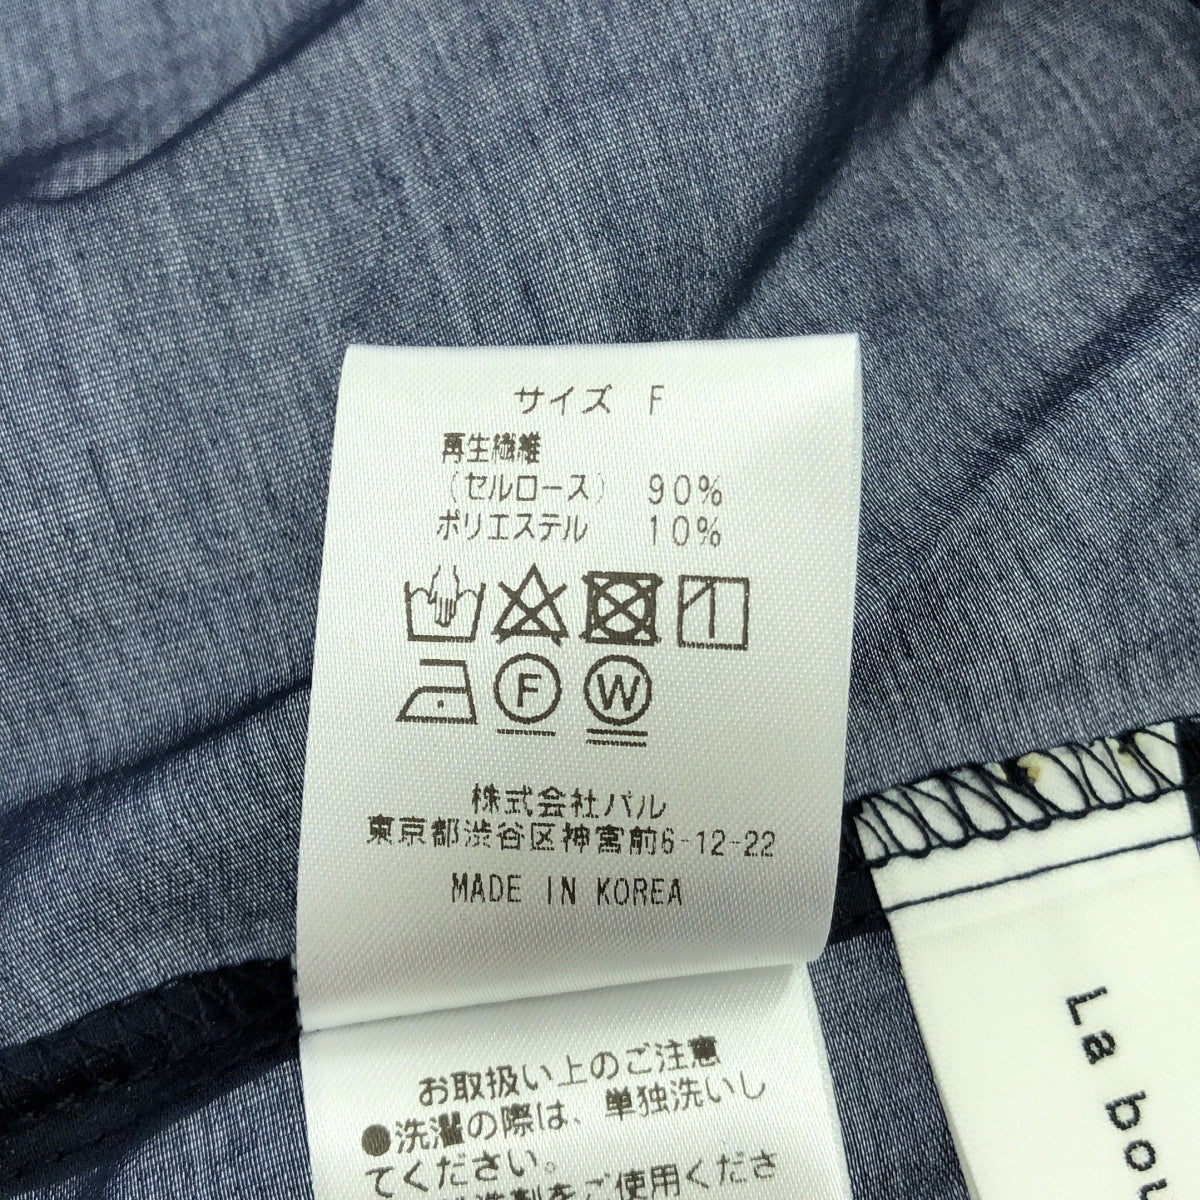 サイズ F
再生繊維
(セルロース) 90%
ポリエステル 10%
F W
株式会社パル
東京都渋谷区神宮前6-12-22
MADE IN KOREA
お取扱い上のご注意
●洗濯の際は、単独洗いし
てください。
をご使用くださ
La bou